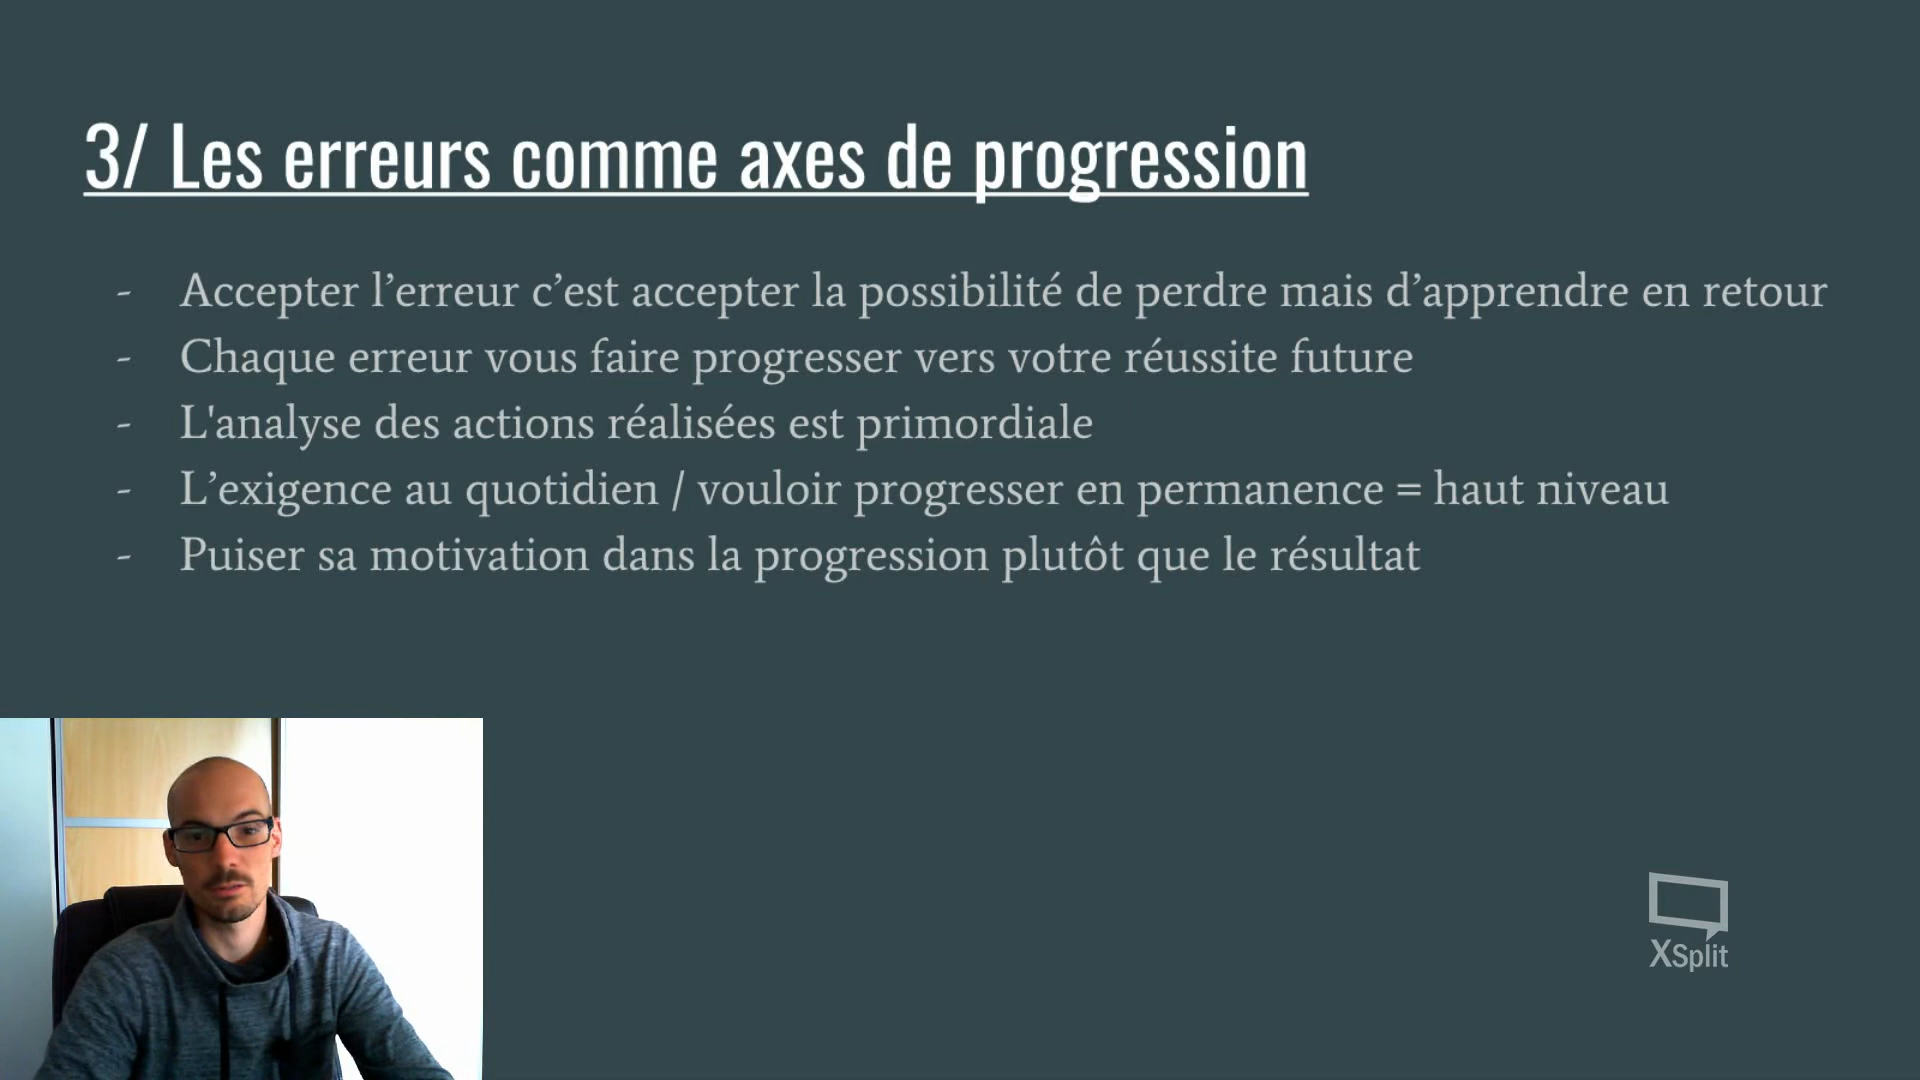 3/ Les erreurs comme axes de progression
- Accepter l’erreur c’est accepter la possibilité de perdre mais d’apprendre en retour
- Chaque erreur vous faire progresser vers votre réussite future
- L'analyse des actions réalisées est primordiale
- L’exigence au quotidien / vouloir progresser en permanence = haut niveau
- Puiser sa motivation dans la progression plutôt que le résultat
XSplit